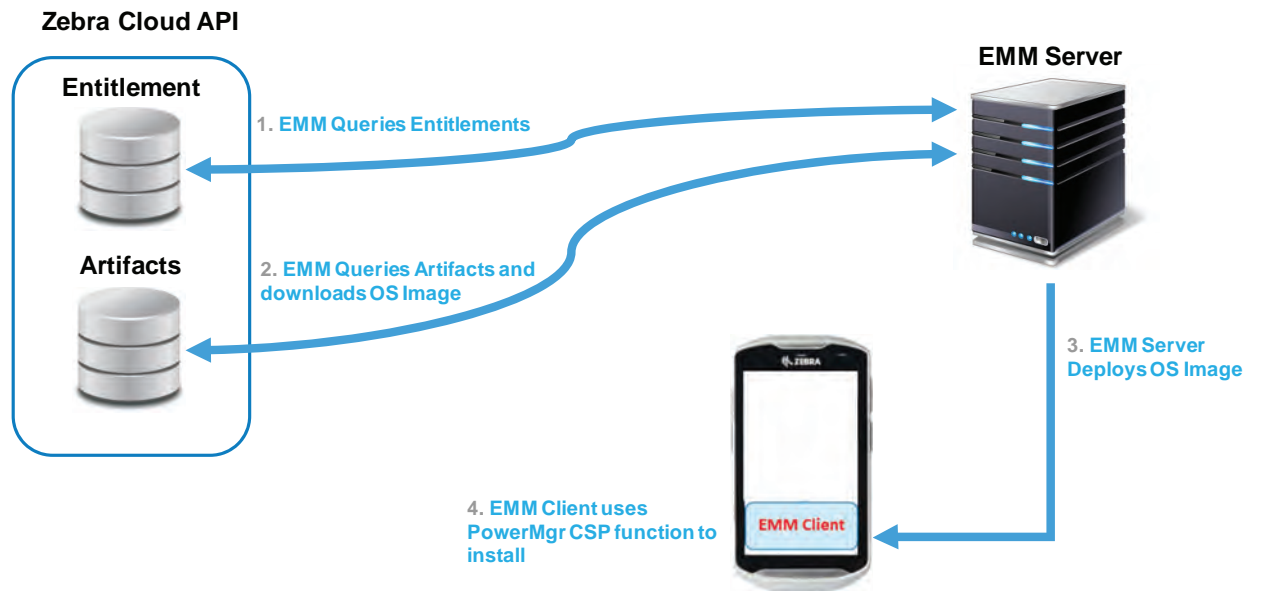 Zebra Cloud API
Entitlement
EMM Server
1. EMM Queries Entitlements
Artifacts
2. EMM Queries Artifacts and
downloads OS Image
ZEBRA
3. EMM Server
Deploys OS Image
4. EMM Client uses
PowerMgr CSP function to
install
EMM Client